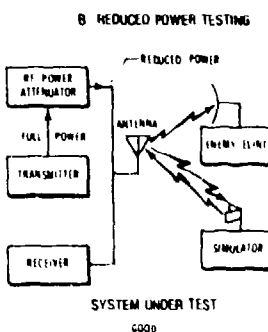 B REDUCED POWER TESTING
REDUCED POWER
RF POWER
ATTENUATOR
ANTENNA
FULL POWER
ENEMY ELINT
TRANSMITTER
RECEIVER
SIMULATOR
SYSTEM UNDER TEST
GOOD